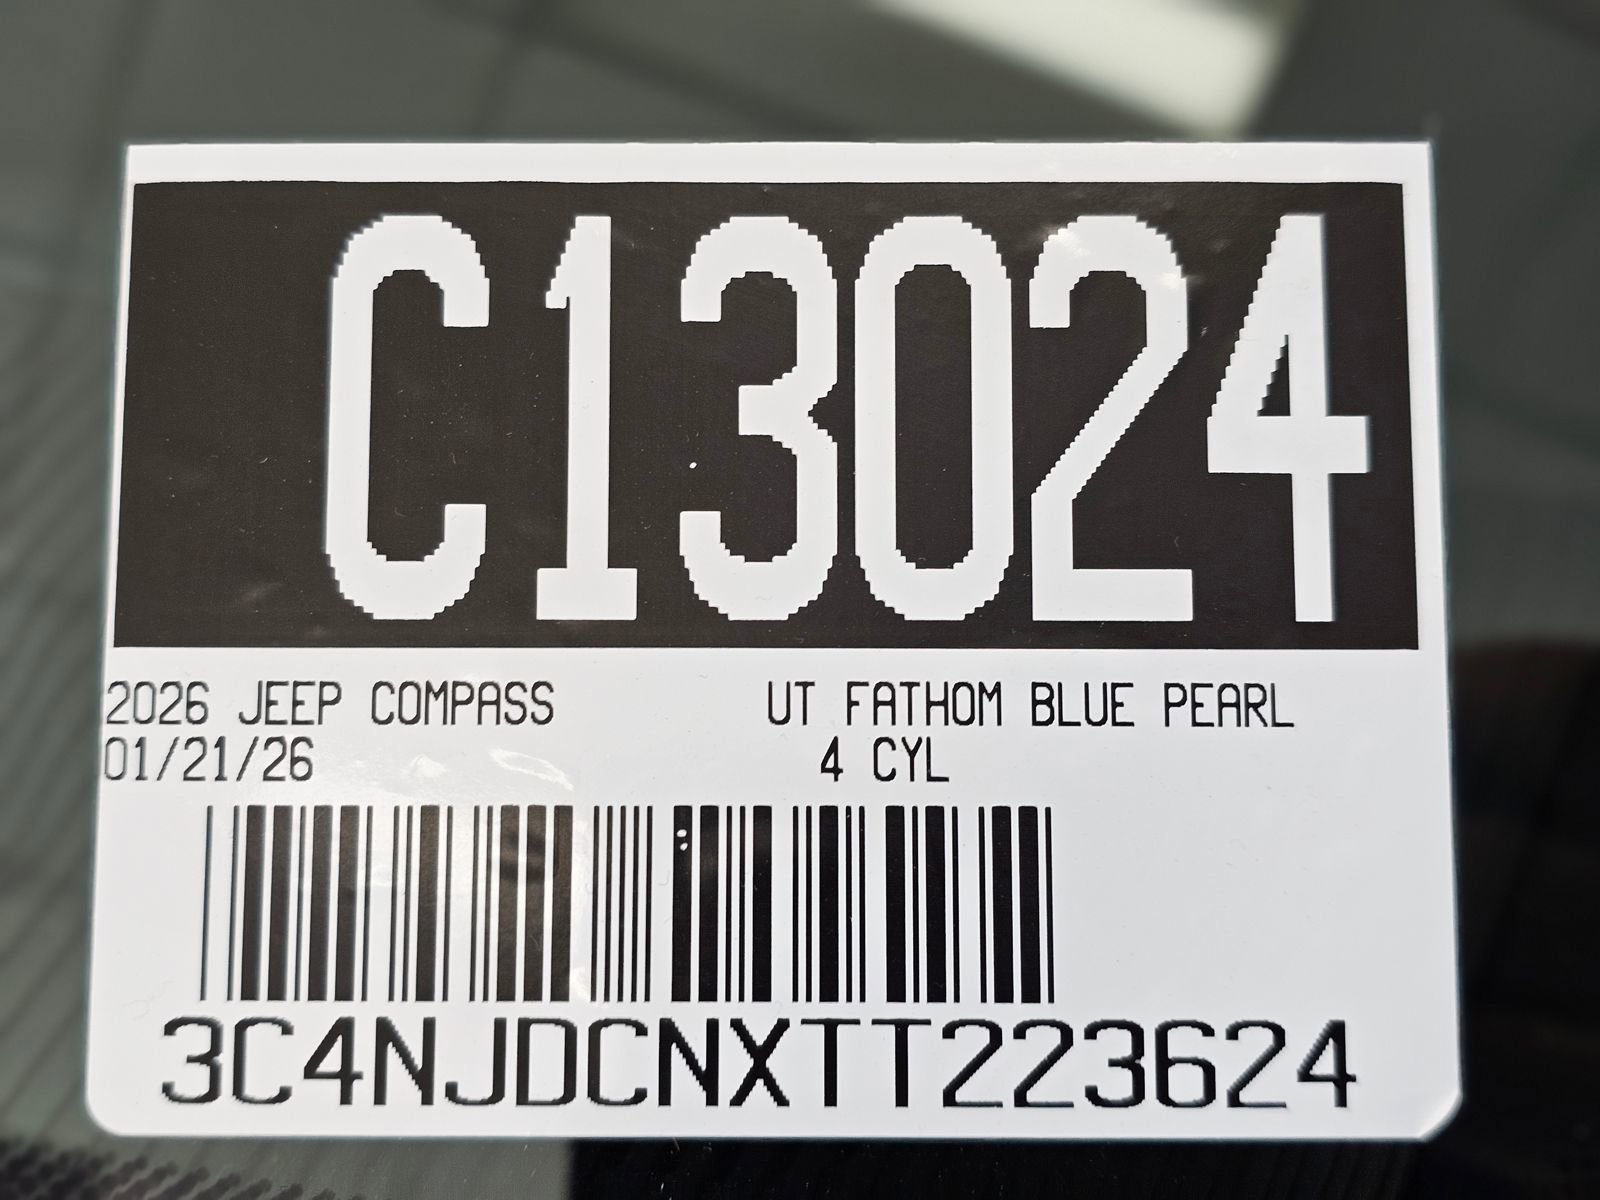 C13024
2026 JEEP COMPASS UT FATHOM BLUE PEARL
01/21/26 4 CYL
3C4NJDCNXTT223624